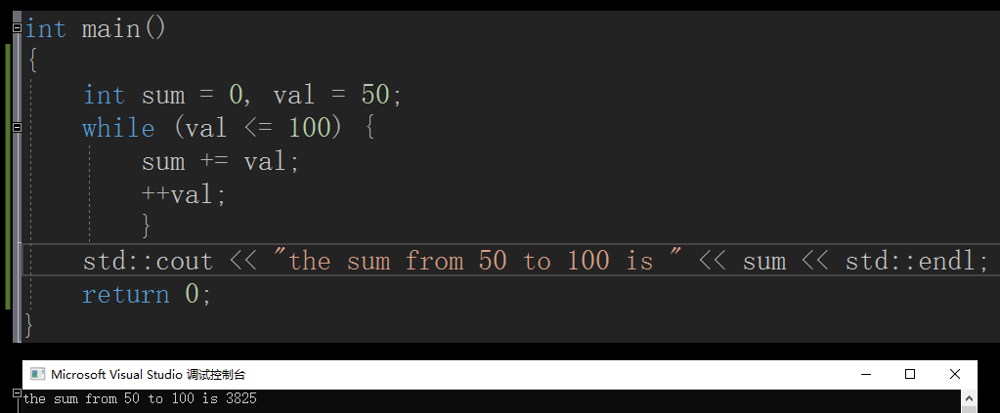 int main()
{
int sum = 0, val = 50;
while (val <= 100) {
sum += val;
++val;
}
std::cout << "the sum from 50 to 100 is " << sum << std::endl;
return 0;
}
Microsoft Visual Studio 调试控制台
the sum from 50 to 100 is 3825